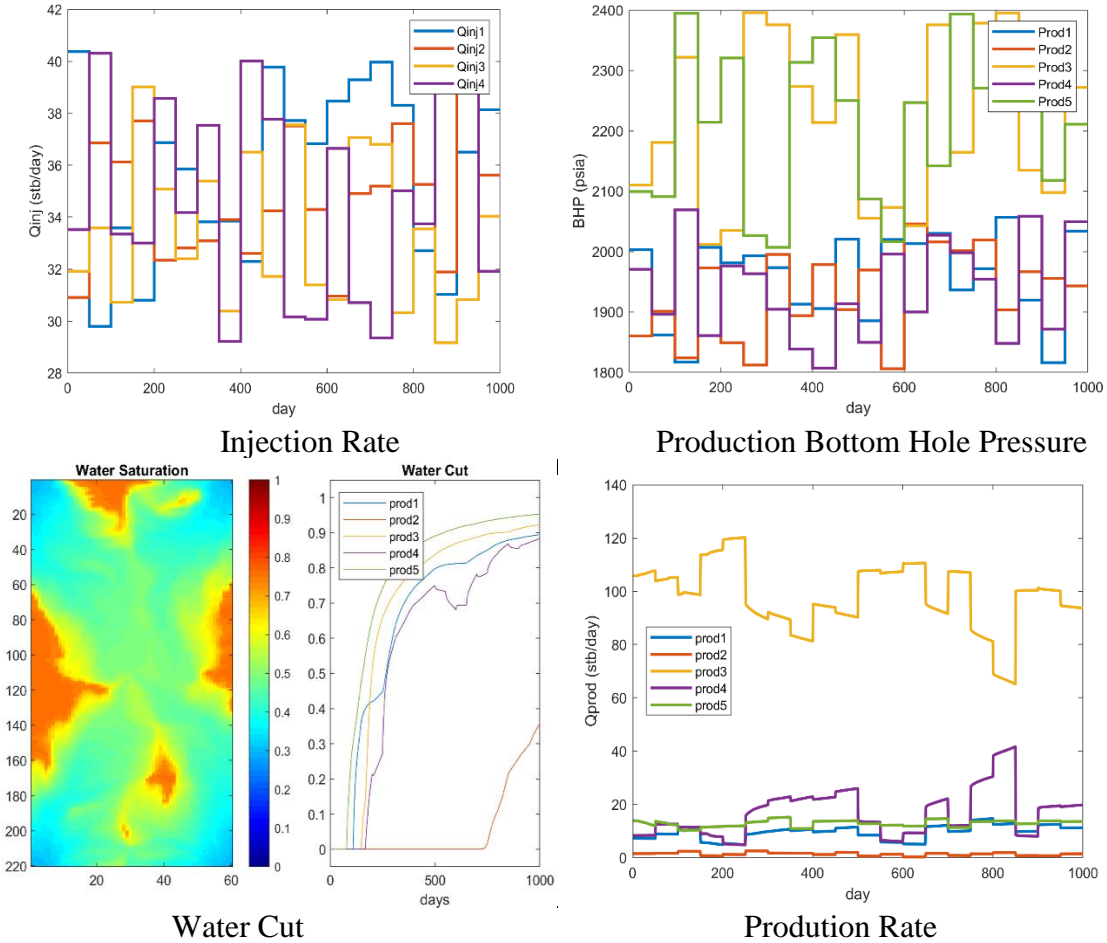 42
40
38
36
34
32
30
28
Qinj (stb/day)
Qinj1
Qinj2
Qinj3
Qinj4
0 200 400 600 800 1000
day
Injection Rate
2400
2300
2200
2100
2000
1900
1800
BHP (psia)
Prod1
Prod2
Prod3
Prod4
Prod5
0 200 400 600 800 1000
day
Production Bottom Hole Pressure
Water Saturation
20
40
60
80
100
120
140
160
180
200
220
20 40 60
1
0.9
0.8
0.7
0.6
0.5
0.4
0.3
0.2
0.1
0
Water Cut
1
0.9
0.8
0.7
0.6
0.5
0.4
0.3
0.2
0.1
0
prod1
prod2
prod3
prod4
prod5
0 500 1000
days
Water Cut
140
120
100
80
60
40
20
0
Qprod (stb/day)
prod1
prod2
prod3
prod4
prod5
0 200 400 600 800 1000
day
Prodution Rate